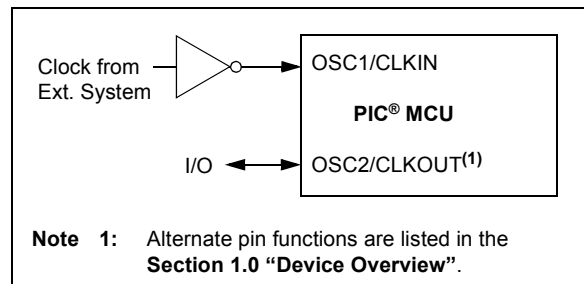 Clock from
Ext. System
OSC1/CLKIN
PIC® MCU
I/O
OSC2/CLKOUT(1)
Note 1: Alternate pin functions are listed in the
Section 1.0 “Device Overview”.